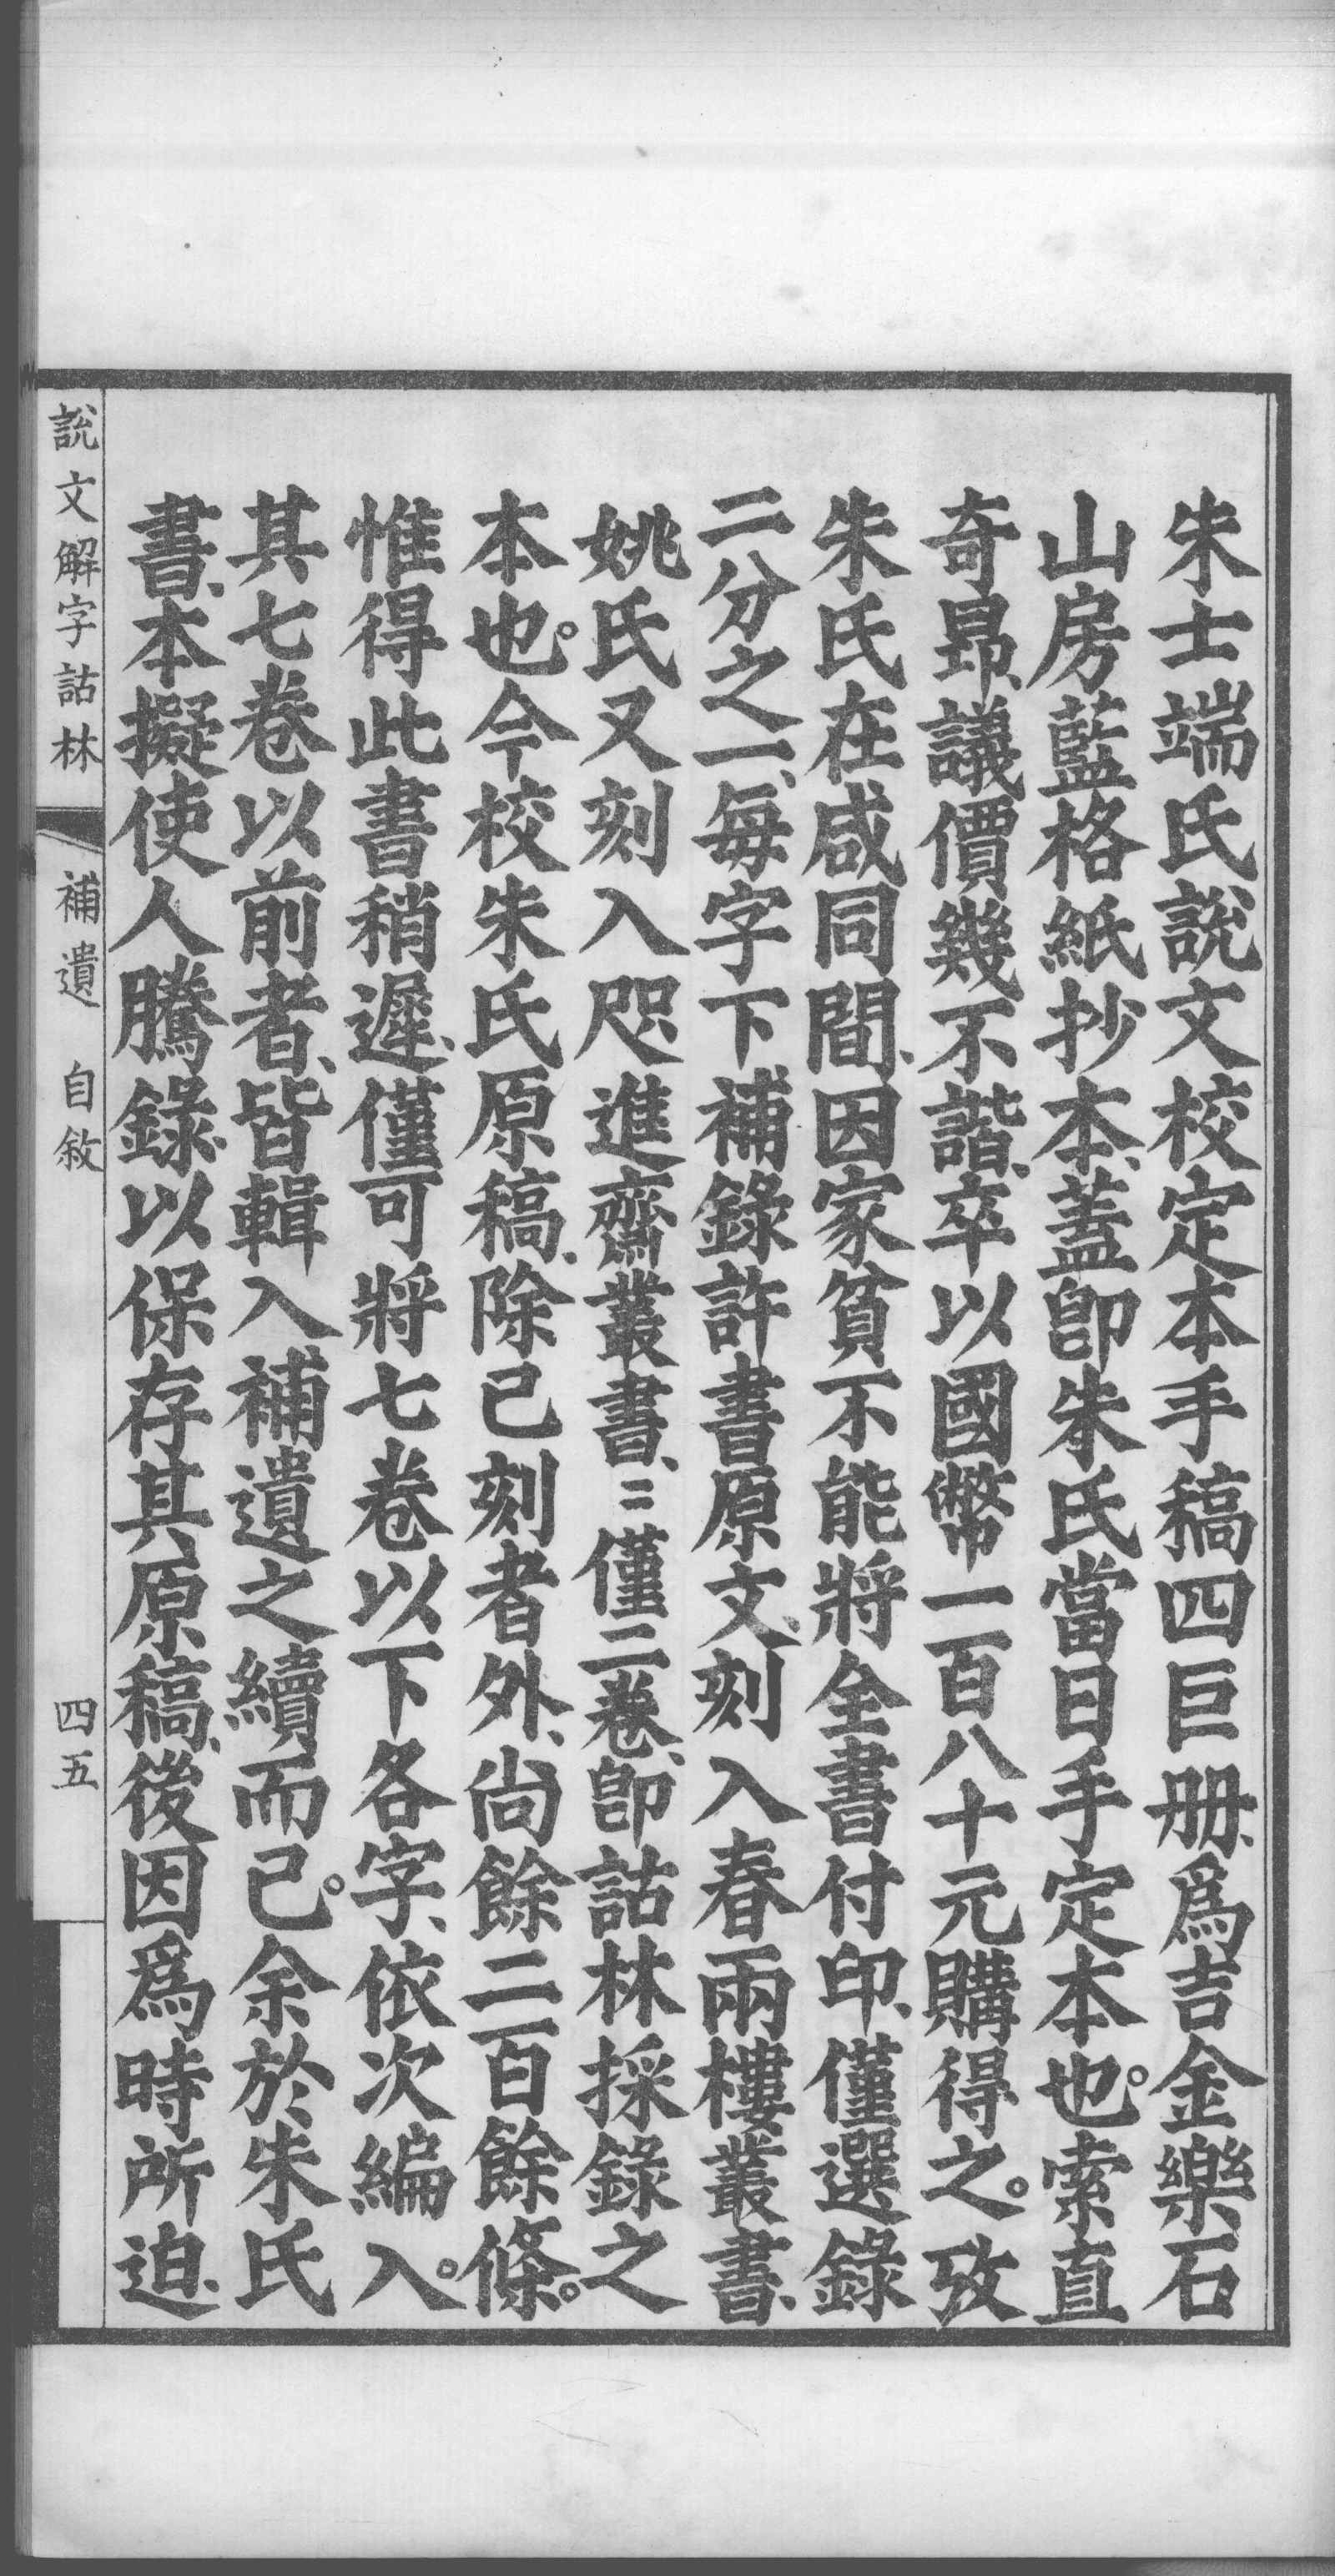 朱士端氏說文校定本手稿四巨册、爲吉金樂石
山房藍格紙抄本、蓋卽朱氏當日手定本也。索直
奇昻、議價幾不諧、卒以國幣一百八十元購得之。攷
朱氏在咸同間、因家貧不能將全書付印、僅選錄
二分之一、每字下補錄許書原文、刻入春雨樓叢書、
姚氏又刻入咫進齋叢書、二書僅二卷、卽詁林採錄之
本也。今校朱氏原稿、除已刻者外、尙餘二百餘條。
惟得此書稍遲、僅可將七卷以下各字、依次編入。
其七卷以前者、皆輯入補遺之續而已。余於朱氏
書、本擬使人騰錄、以保存其原稿、後因爲時所迫、
說文解字詁林 補遺 自敘 四五